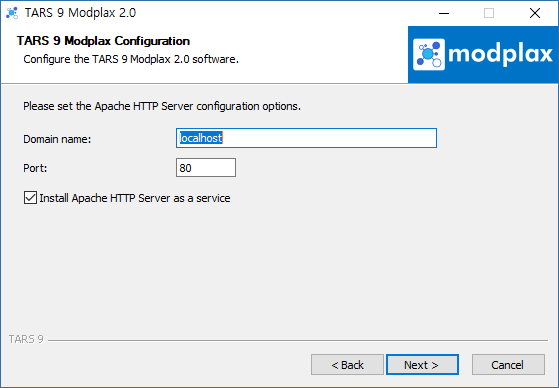 TARS 9 Modplax 2.0
TARS 9 Modplax Configuration
Configure the TARS 9 Modplax 2.0 software.
modplax
Please set the Apache HTTP Server configuration options.
Domain name: localhost
Port: 80
Install Apache HTTP Server as a service
TARS 9
< Back Next > Cancel